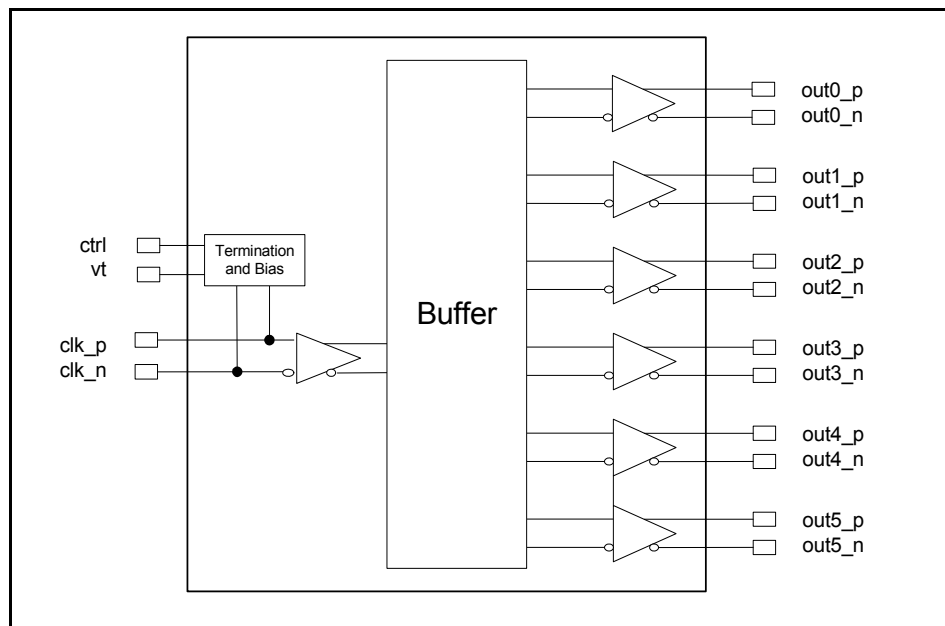 out0_p
out0_n
out1_p
out1_n
ctrl
vt
Termination
and Bias
out2_p
out2_n
Buffer
clk_p
clk_n
out3_p
out3_n
out4_p
out4_n
out5_p
out5_n